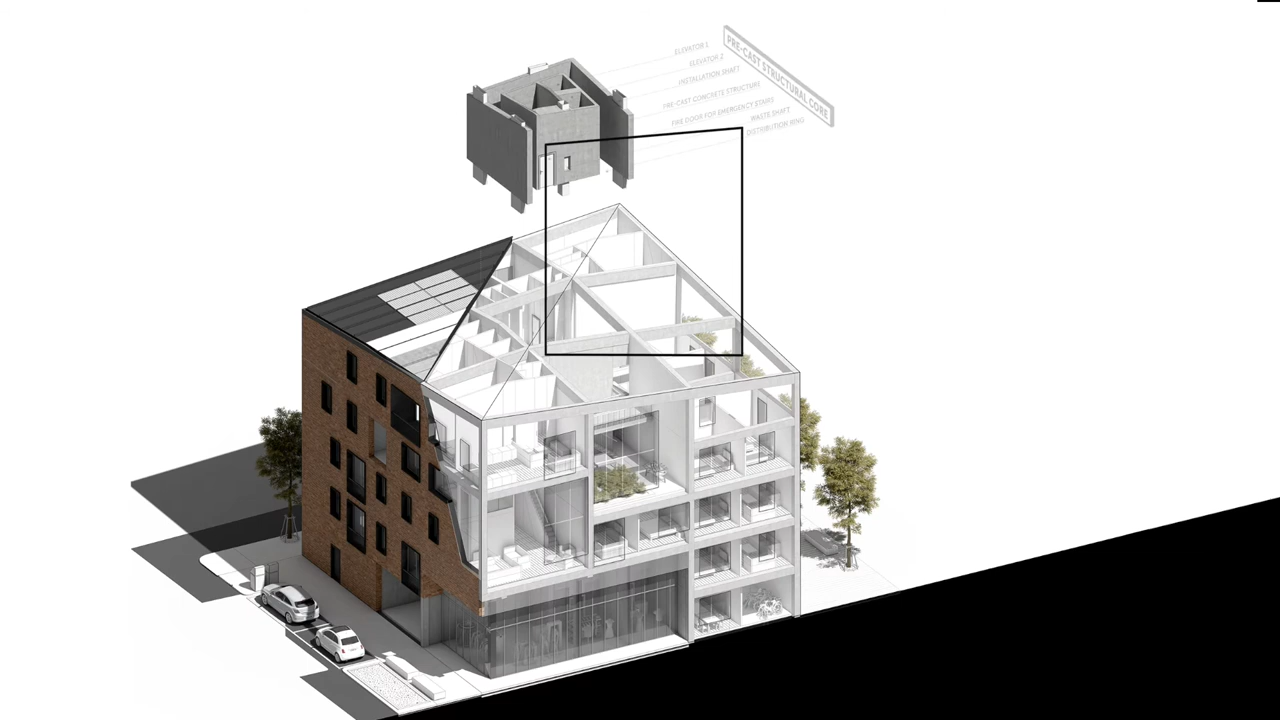 PRE-CAST STRUCTURAL CORE
ELEVATOR 1
ELEVATOR 2
INSTALLATION SHAFT
PRE-CAST CONCRETE STRUCTURE
FIRE DOOR FOR EMERGENCY STAIRS
WASTE SHAFT
DISTRIBUTION RING